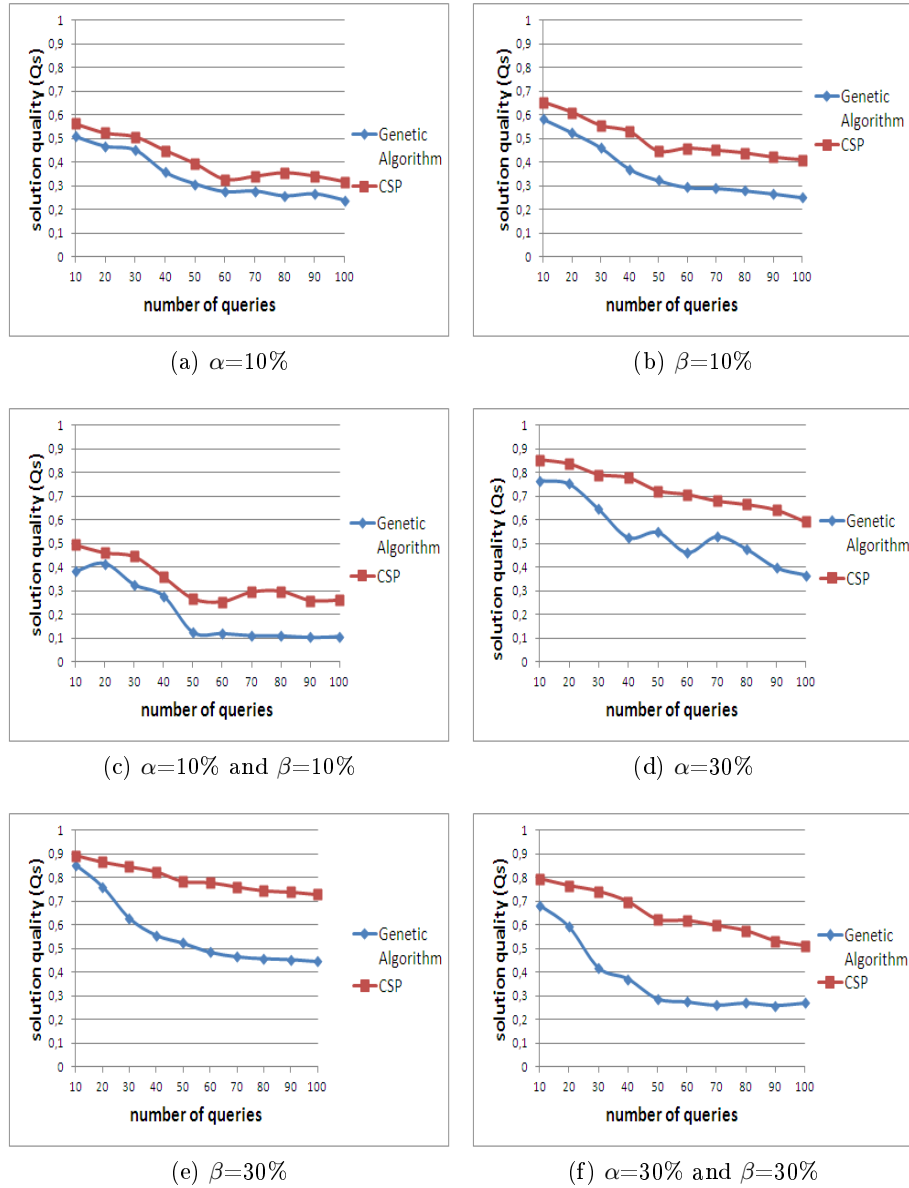 solution quality (Qs)
1
0,9
0,8
0,7
0,6
0,5
0,4
0,3
0,2
0,1
0
10 20 30 40 50 60 70 80 90 100
number of queries
Genetic
Algorithm
CSP
(a) α=10%
solution quality (Qs)
1
0,9
0,8
0,7
0,6
0,5
0,4
0,3
0,2
0,1
0
10 20 30 40 50 60 70 80 90 100
number of queries
Genetic
Algorithm
CSP
(b) β=10%
solution quality (Qs)
1
0,9
0,8
0,7
0,6
0,5
0,4
0,3
0,2
0,1
0
10 20 30 40 50 60 70 80 90 100
number of queries
Genetic
Algorithm
CSP
(c) α=10% and β=10%
solution quality (Qs)
1
0,9
0,8
0,7
0,6
0,5
0,4
0,3
0,2
0,1
0
10 20 30 40 50 60 70 80 90 100
number of queries
Genetic
Algorithm
CSP
(d) α=30%
solution quality (Qs)
1
0,9
0,8
0,7
0,6
0,5
0,4
0,3
0,2
0,1
0
10 20 30 40 50 60 70 80 90 100
number of queries
Genetic
Algorithm
CSP
(e) β=30%
solution quality (Qs)
1
0,9
0,8
0,7
0,6
0,5
0,4
0,3
0,2
0,1
0
10 20 30 40 50 60 70 80 90 100
number of queries
Genetic
Algorithm
CSP
(f) α=30% and β=30%